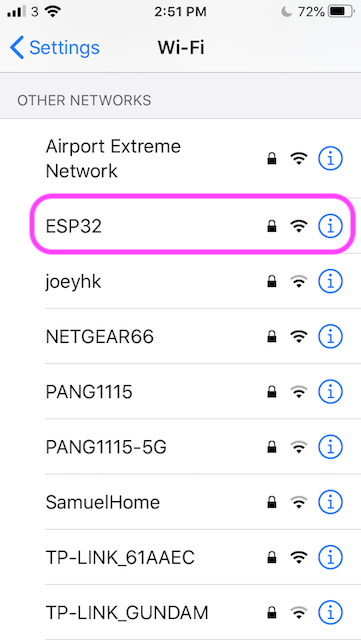 3 2:51 PM 72%
Settings Wi-Fi
OTHER NETWORKS
Airport Extreme
Network
ESP32
joeyhk
NETGEAR66
PANG1115
PANG1115-5G
SamuelHome
TP-LINK_61AAEC
TP-LINK_GUNDAM